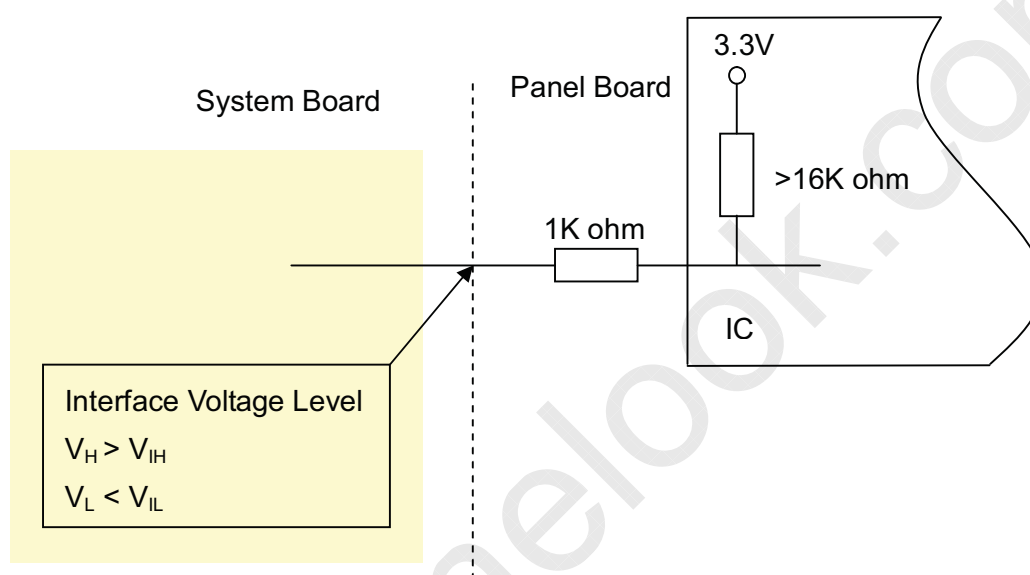 3.3V
System Board
Panel Board
>16K ohm
1K ohm
IC
Interface Voltage Level
V_H > V_IH
V_L < V_IL